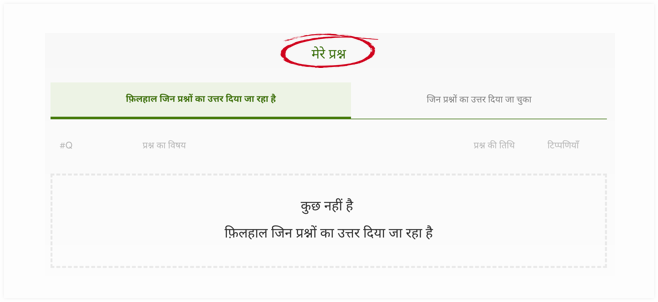 मेरे प्रश्न
फ़िलहाल जिन प्रश्नों का उत्तर दिया जा रहा है
जिन प्रश्नों का उत्तर दिया जा चुका
#Q प्रश्न का विषय प्रश्न की तिथि टिप्पणियाँ
कुछ नहीं है
फ़िलहाल जिन प्रश्नों का उत्तर दिया जा रहा है